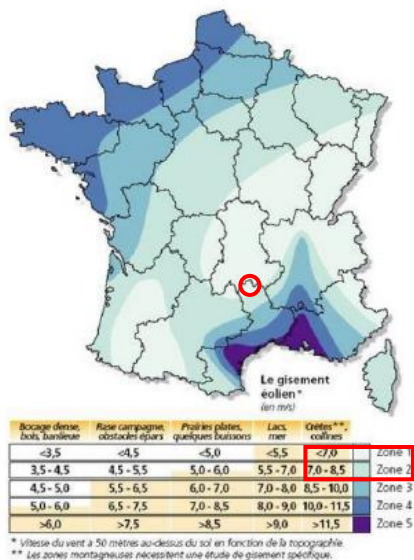 Le gisement
éolien*
(en m/s)
Bocage dense, bois, banlieue Rase campagne, obstacles épars Prairies plates, quelques buissons Lacs, mer Crêtes**, collines
<3,5 <4,5 <5,0 <5,5 <7,0 Zone 1
3,5 - 4,5 4,5 - 5,5 5,0 - 6,0 5,5 - 7,0 7,0 - 8,5 Zone 2
4,5 - 5,0 5,5 - 6,5 6,0 - 7,0 7,0 - 8,0 8,5 - 10,0 Zone 3
5,0 - 6,0 6,5 - 7,5 7,0 - 8,5 8,0 - 9,0 10,0 - 11,5 Zone 4
>6,0 >7,5 >8,5 >9,0 >11,5 Zone 5
* Vitesse du vent à 50 mètres au-dessus du sol en fonction de la topographie.
** Les zones montagneuses nécessitent une étude de gisement spécifique.